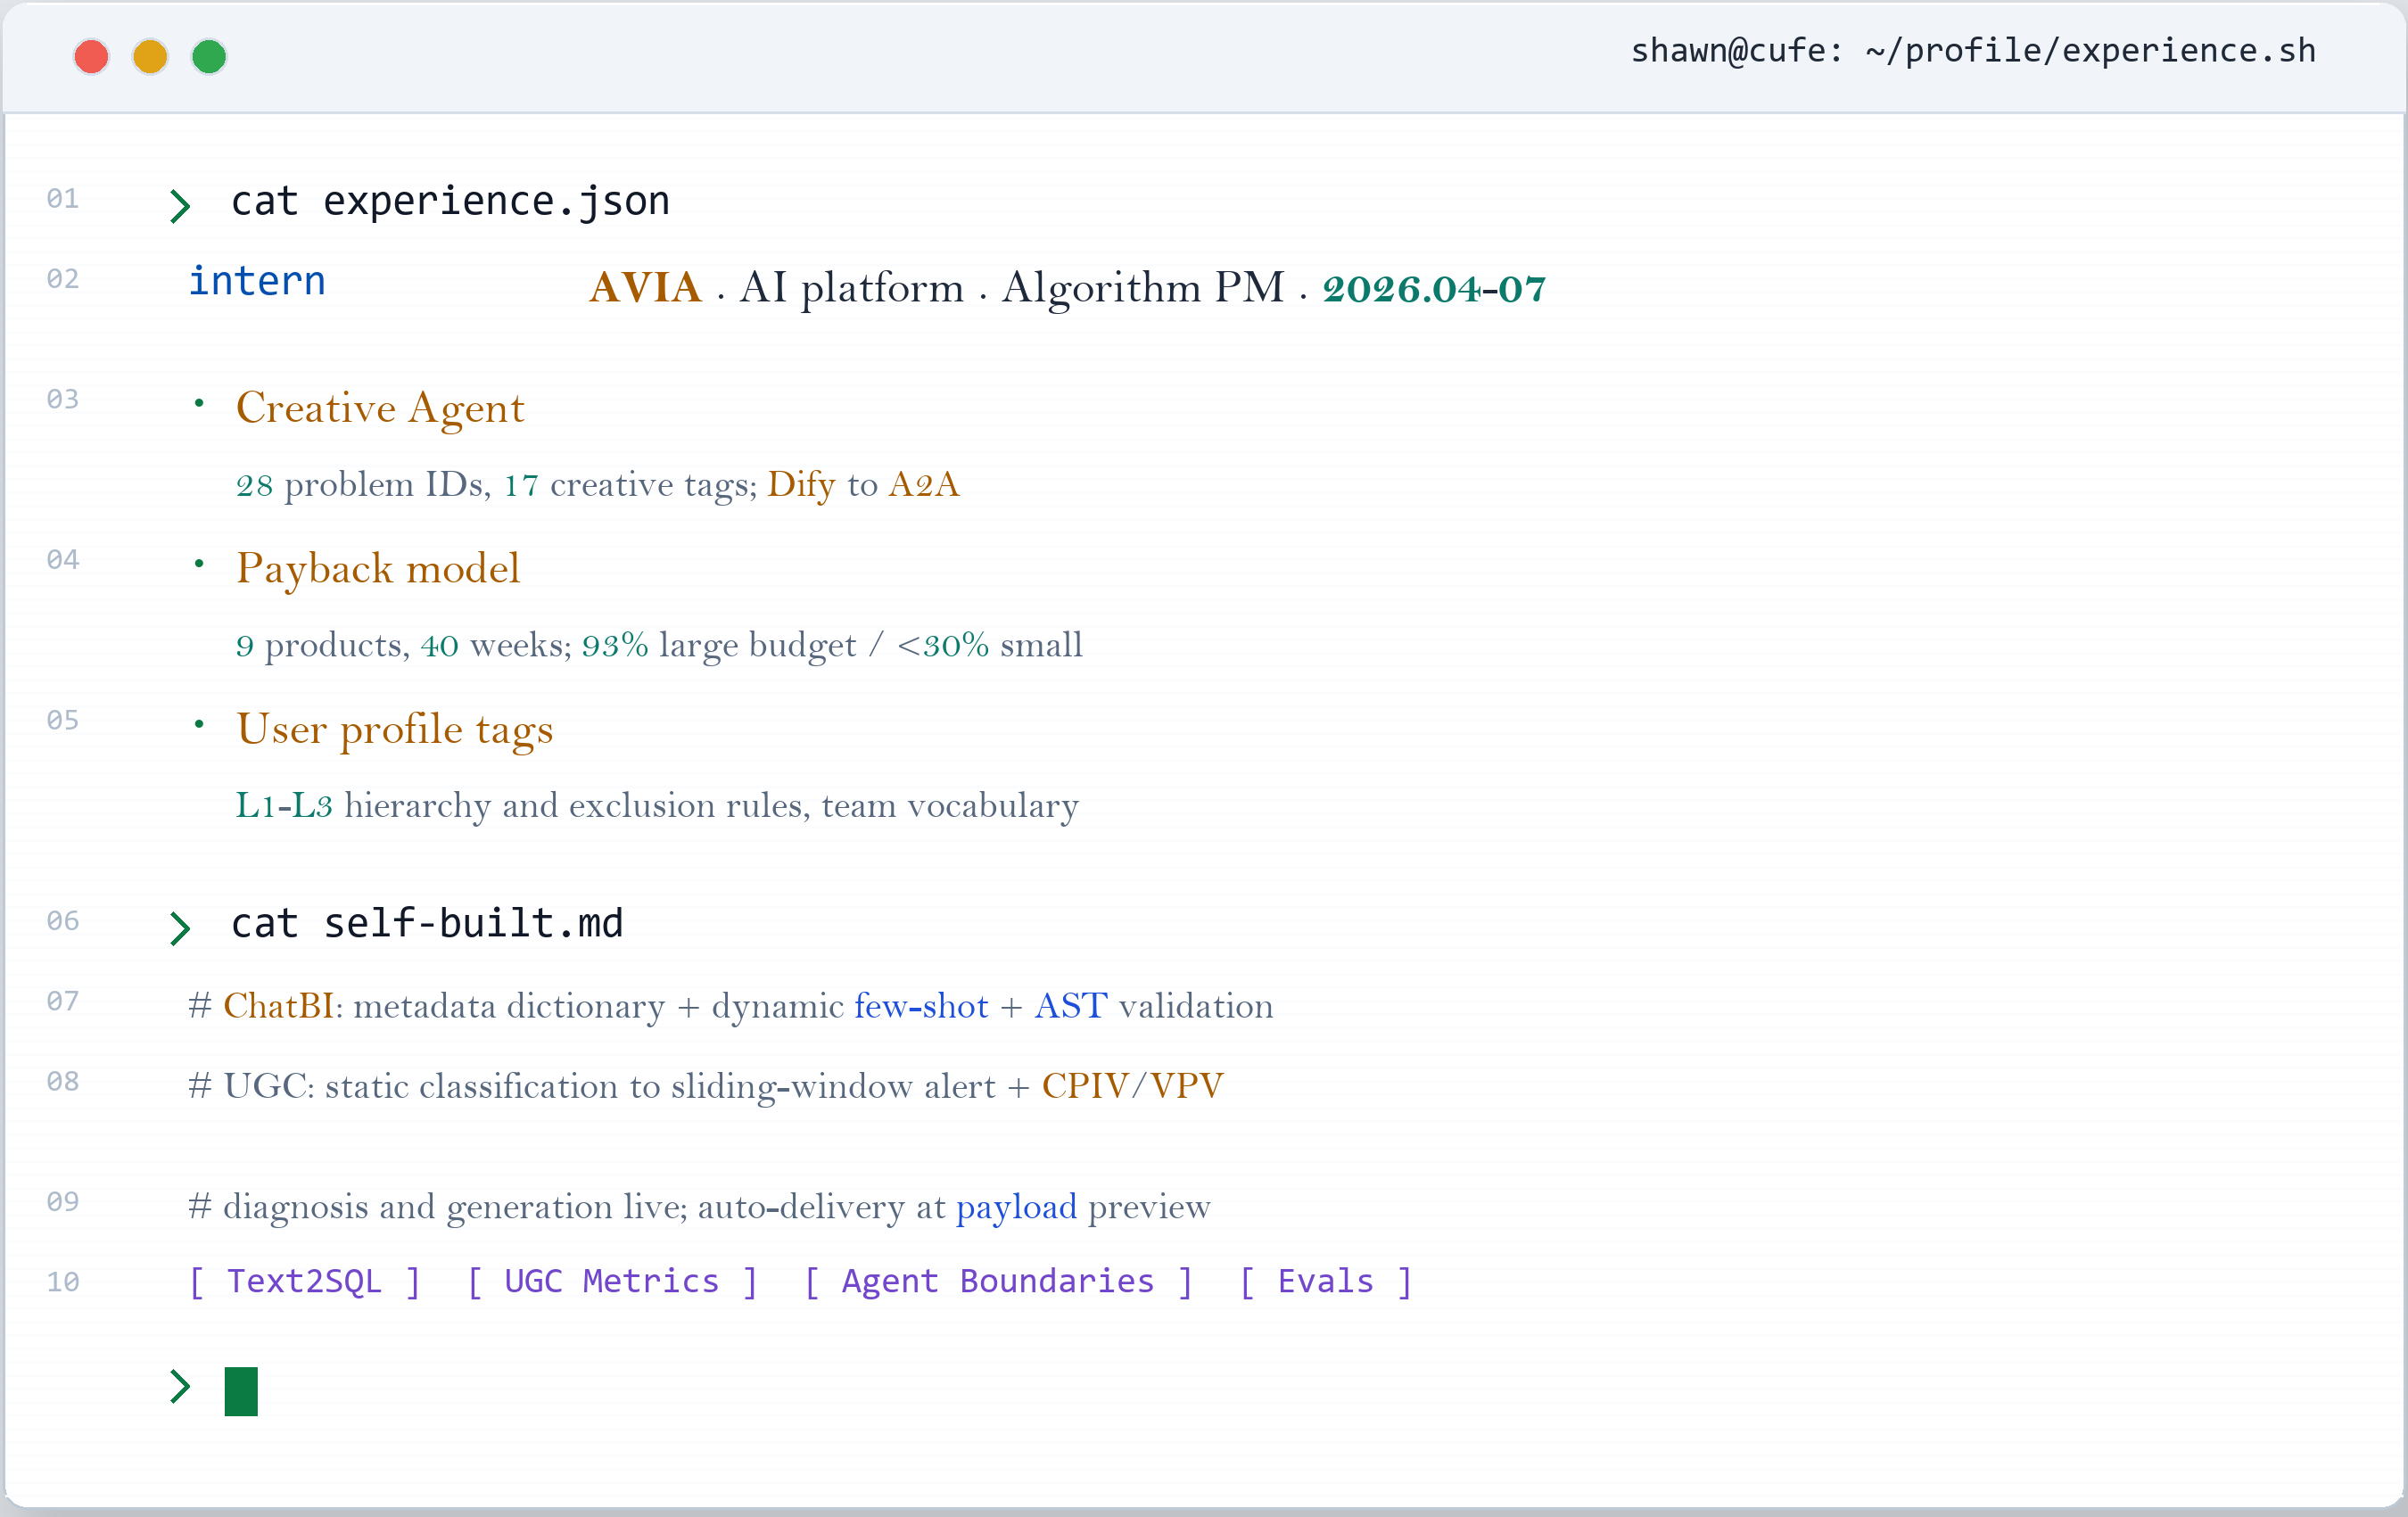 shawn@cufe: ~/profile/experience.sh
01 > cat experience.json
02 intern AVIA · AI platform · Algorithm PM · 2026.04-07
03 · Creative Agent
28 problem IDs, 17 creative tags; Dify to A2A
04 · Payback model
9 products, 40 weeks; 93% large budget / <30% small
05 · User profile tags
L1-L3 hierarchy and exclusion rules, team vocabulary
06 > cat self-built.md
07 # ChatBI: metadata dictionary + dynamic few-shot + AST validation
08 # UGC: static classification to sliding-window alert + CPIV/VPV
09 # diagnosis and generation live; auto-delivery at payload preview
10 [ Text2SQL ] [ UGC Metrics ] [ Agent Boundaries ] [ Evals ]
>